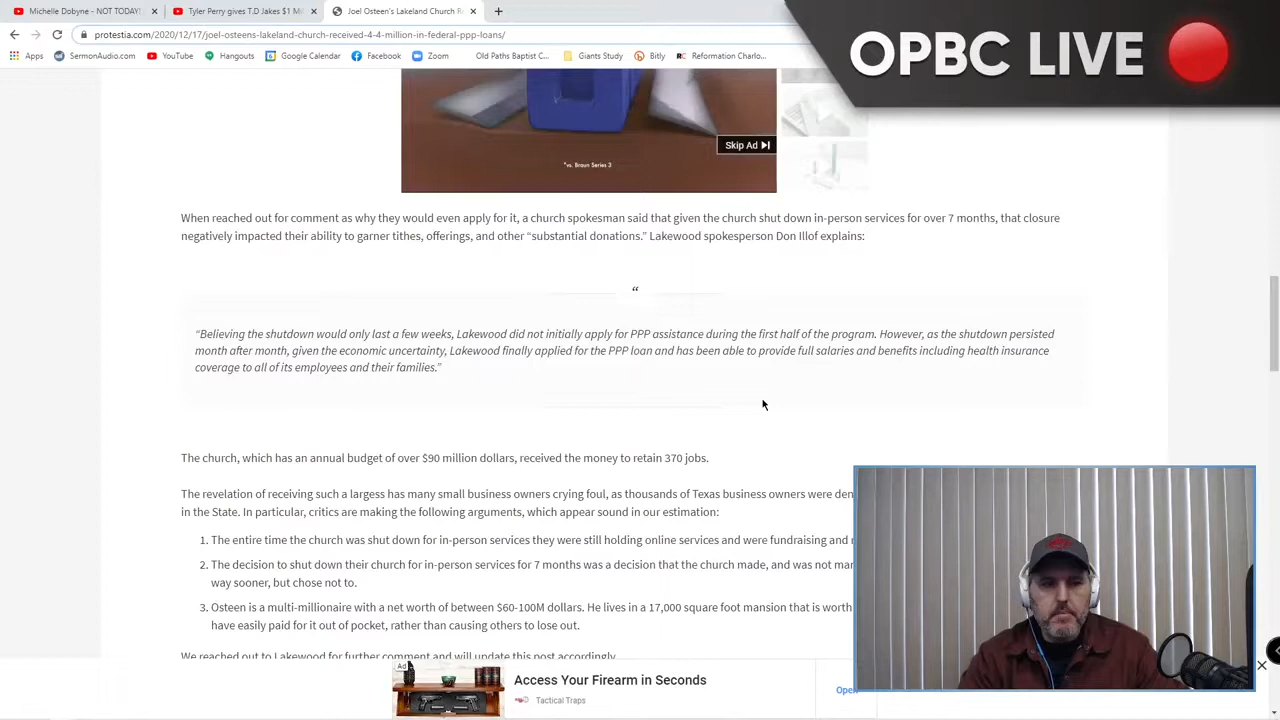 Michelle Dobyne - NOT TODAY!
Tyler Perry gives T.D Jakes $1 Mi
Joel Osteen's Lakeland Church R
protestia.com/2020/12/17/joel-osteens-lakeland-church-received-4-4-million-in-federal-ppp-loans/
Apps SermonAudio.com YouTube Hangouts Google Calendar Facebook Zoom Old Paths Baptist C... Giants Study Bitly Reformation Charlo...
OPBC LIVE
Skip Ad
*vs. Braun Series 3
When reached out for comment as why they would even apply for it, a church spokesman said that given the church shut down in-person services for over 7 months, that closure
negatively impacted their ability to garner tithes, offerings, and other “substantial donations.” Lakewood spokesperson Don Illof explains:
“
“Believing the shutdown would only last a few weeks, Lakewood did not initially apply for PPP assistance during the first half of the program. However, as the shutdown persisted
month after month, given the economic uncertainty, Lakewood finally applied for the PPP loan and has been able to provide full salaries and benefits including health insurance
coverage to all of its employees and their families.”
The church, which has an annual budget of over $90 million dollars, received the money to retain 370 jobs.
The revelation of receiving such a largess has many small business owners crying foul, as thousands of Texas business owners were den
in the State. In particular, critics are making the following arguments, which appear sound in our estimation:
1. The entire time the church was shut down for in-person services they were still holding online services and were fundraising and
2. The decision to shut down their church for in-person services for 7 months was a decision that the church made, and was not mar
way sooner, but chose not to.
3. Osteen is a multi-millionaire with a net worth of between $60-100M dollars. He lives in a 17,000 square foot mansion that is worth
have easily paid for it out of pocket, rather than causing others to lose out.
We reached out to Lakewood for further comment and will update this post accordingly.
Ad
Access Your Firearm in Seconds
Tactical Traps
Open